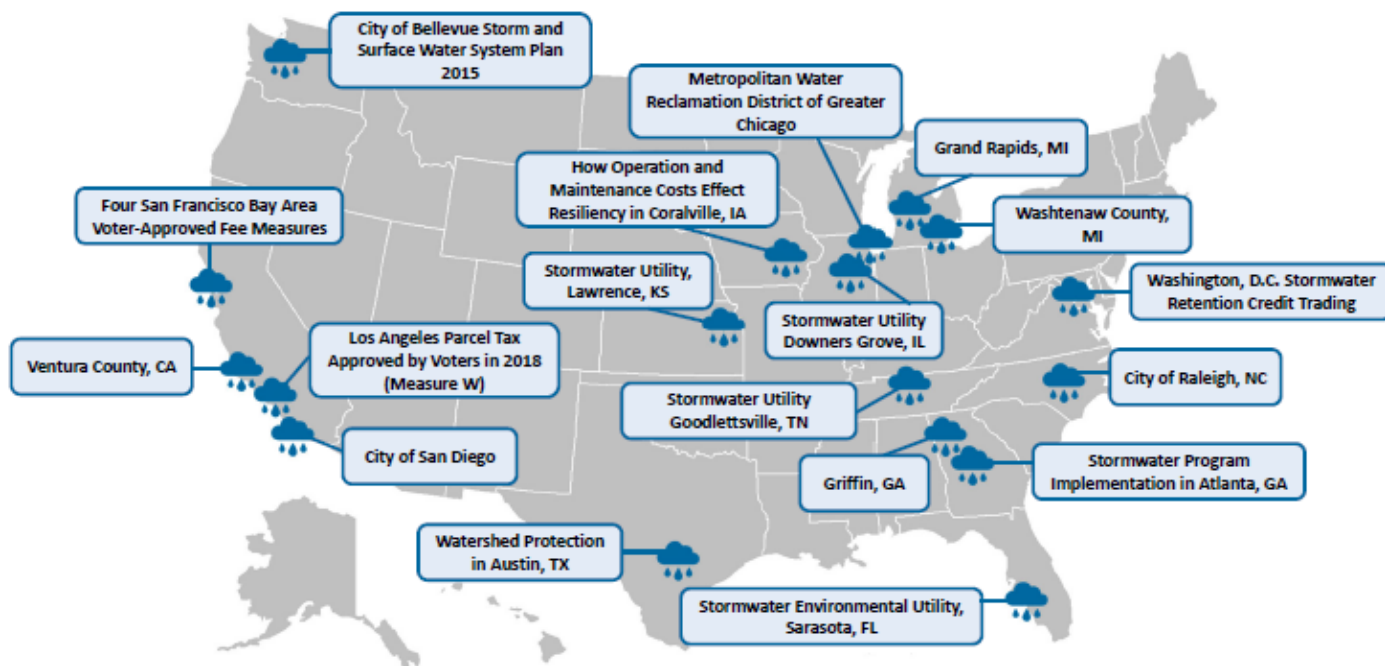 City of Bellevue Storm and
Surface Water System Plan
2015
Metropolitan Water
Reclamation District of Greater
Chicago
Grand Rapids, MI
How Operation and
Maintenance Costs Effect
Resiliency in Coralville, IA
Four San Francisco Bay Area
Voter-Approved Fee Measures
Washtenaw County,
MI
Stormwater Utility,
Lawrence, KS
Washington, D.C. Stormwater
Retention Credit Trading
Stormwater Utility
Downers Grove, IL
Los Angeles Parcel Tax
Approved by Voters in 2018
(Measure W)
Ventura County, CA
City of Raleigh, NC
Stormwater Utility
Goodlettsville, TN
City of San Diego
Griffin, GA
Stormwater Program
Implementation in Atlanta, GA
Watershed Protection
in Austin, TX
Stormwater Environmental Utility,
Sarasota, FL